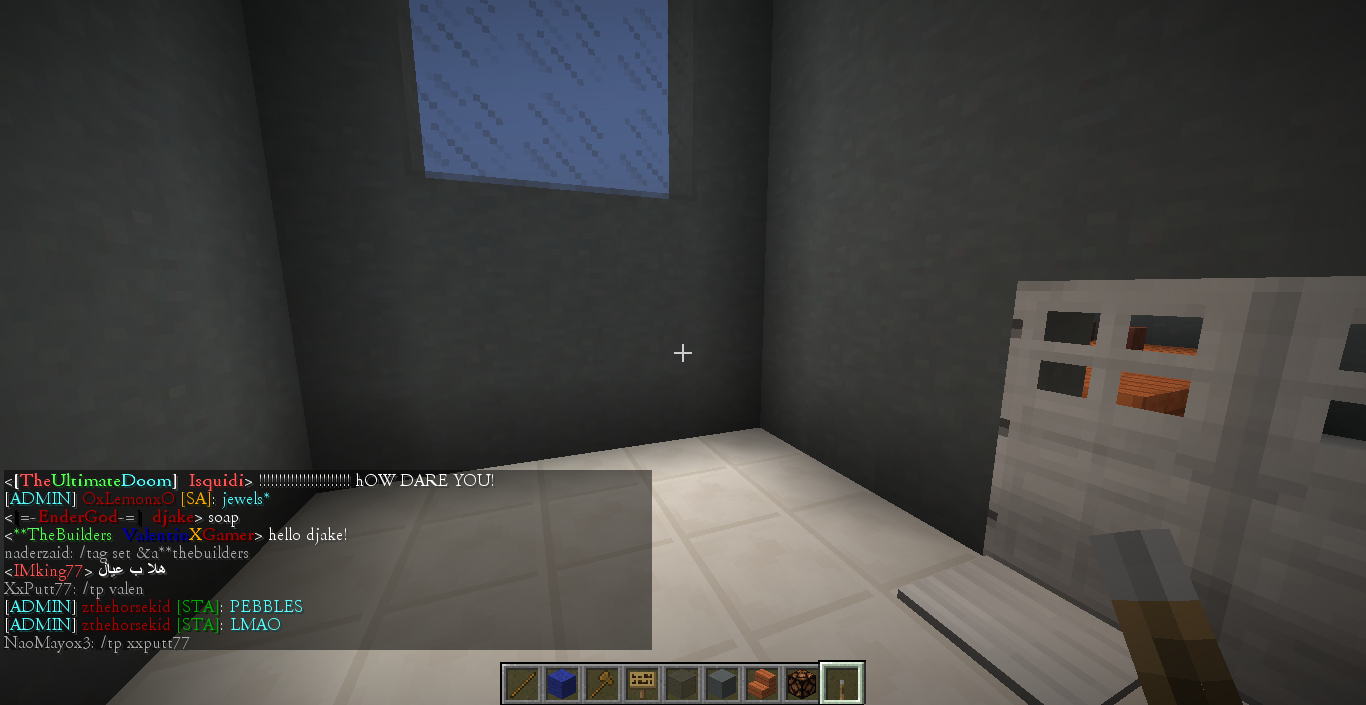 <[TheUltimateDoom] Isquidi> !!!!!!!!!!!!!!!!!!!!!!! hOW DARE YOU!
[ADMIN] OxLemonxO [SA]: jewels*
< =-EnderGod-=  djake> soap
<**TheBuilders ValentinXGamer> hello djake!
naderzaid: /tag set &a**thebuilders
<IMking77> هلا ب عيال
XxPutt77: /tp valen
[ADMIN] zthehorsekid [STA]: PEBBLES
[ADMIN] zthehorsekid [STA]: LMAO
NaoMayox3: /tp xxputt77